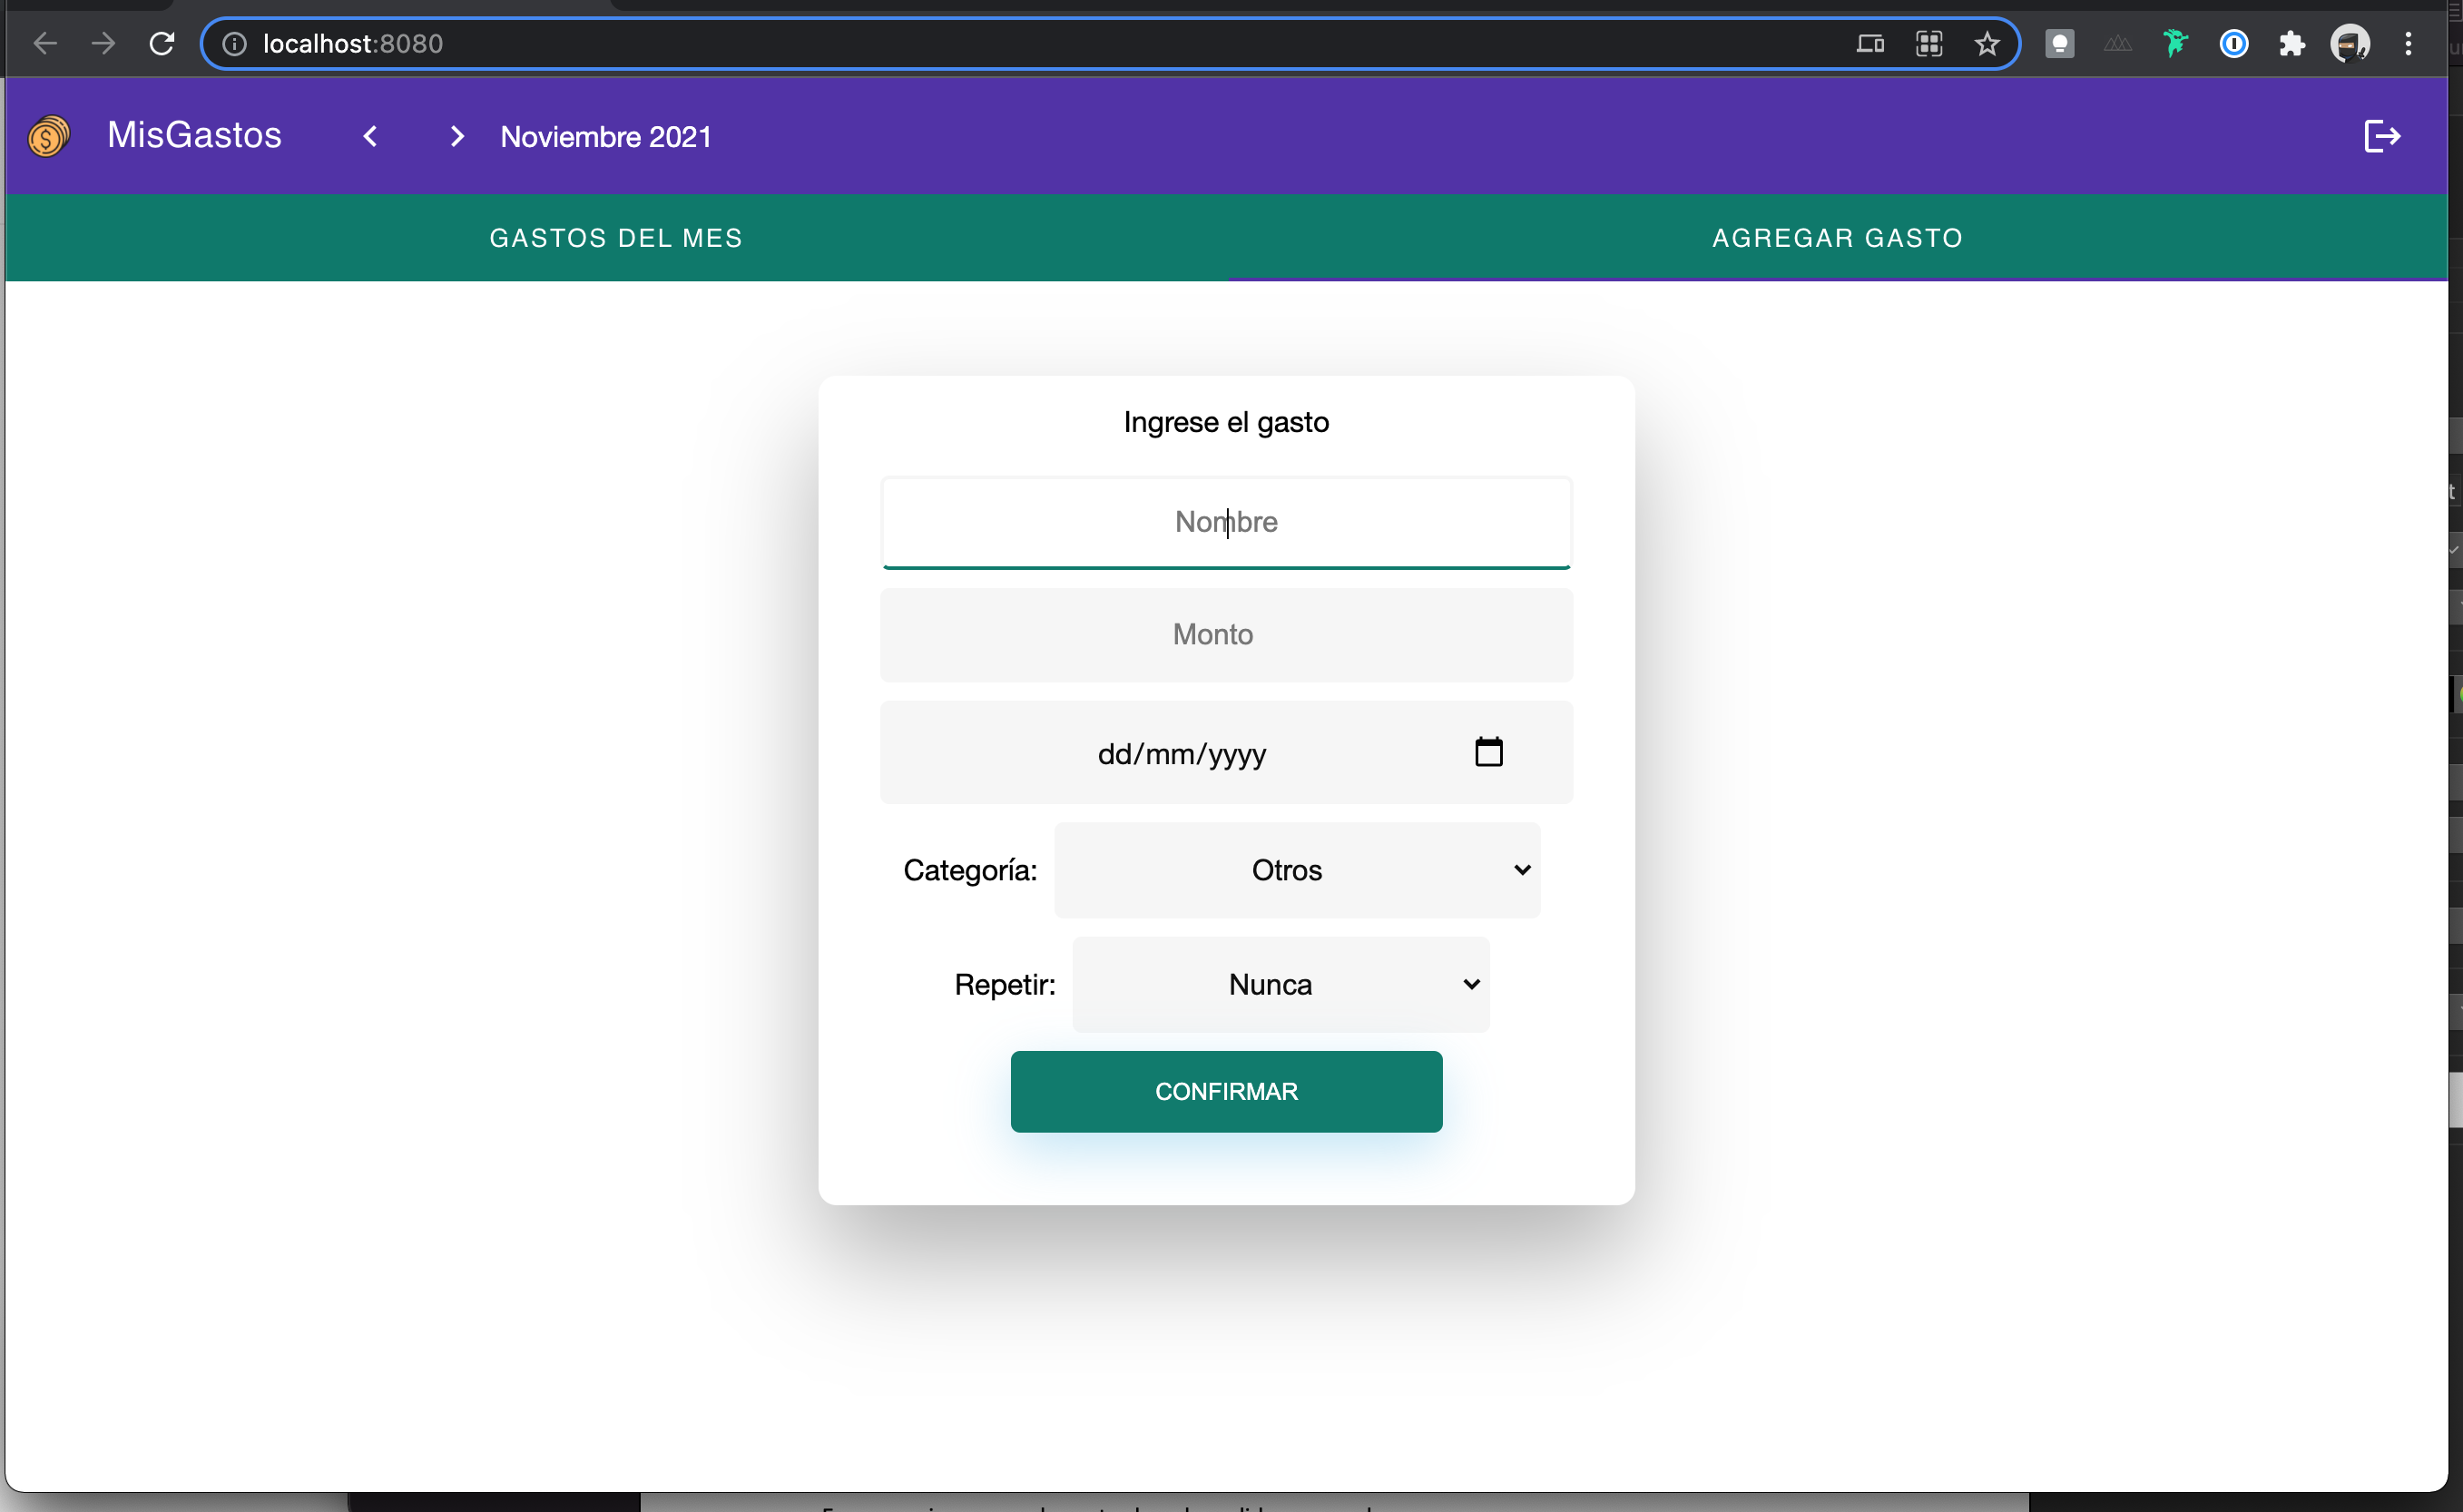 localhost:8080
MisGastos
Noviembre 2021
GASTOS DEL MES
AGREGAR GASTO
Ingrese el gasto
Nombre
Monto
dd/mm/yyyy
Categoría: Otros
Repetir: Nunca
CONFIRMAR